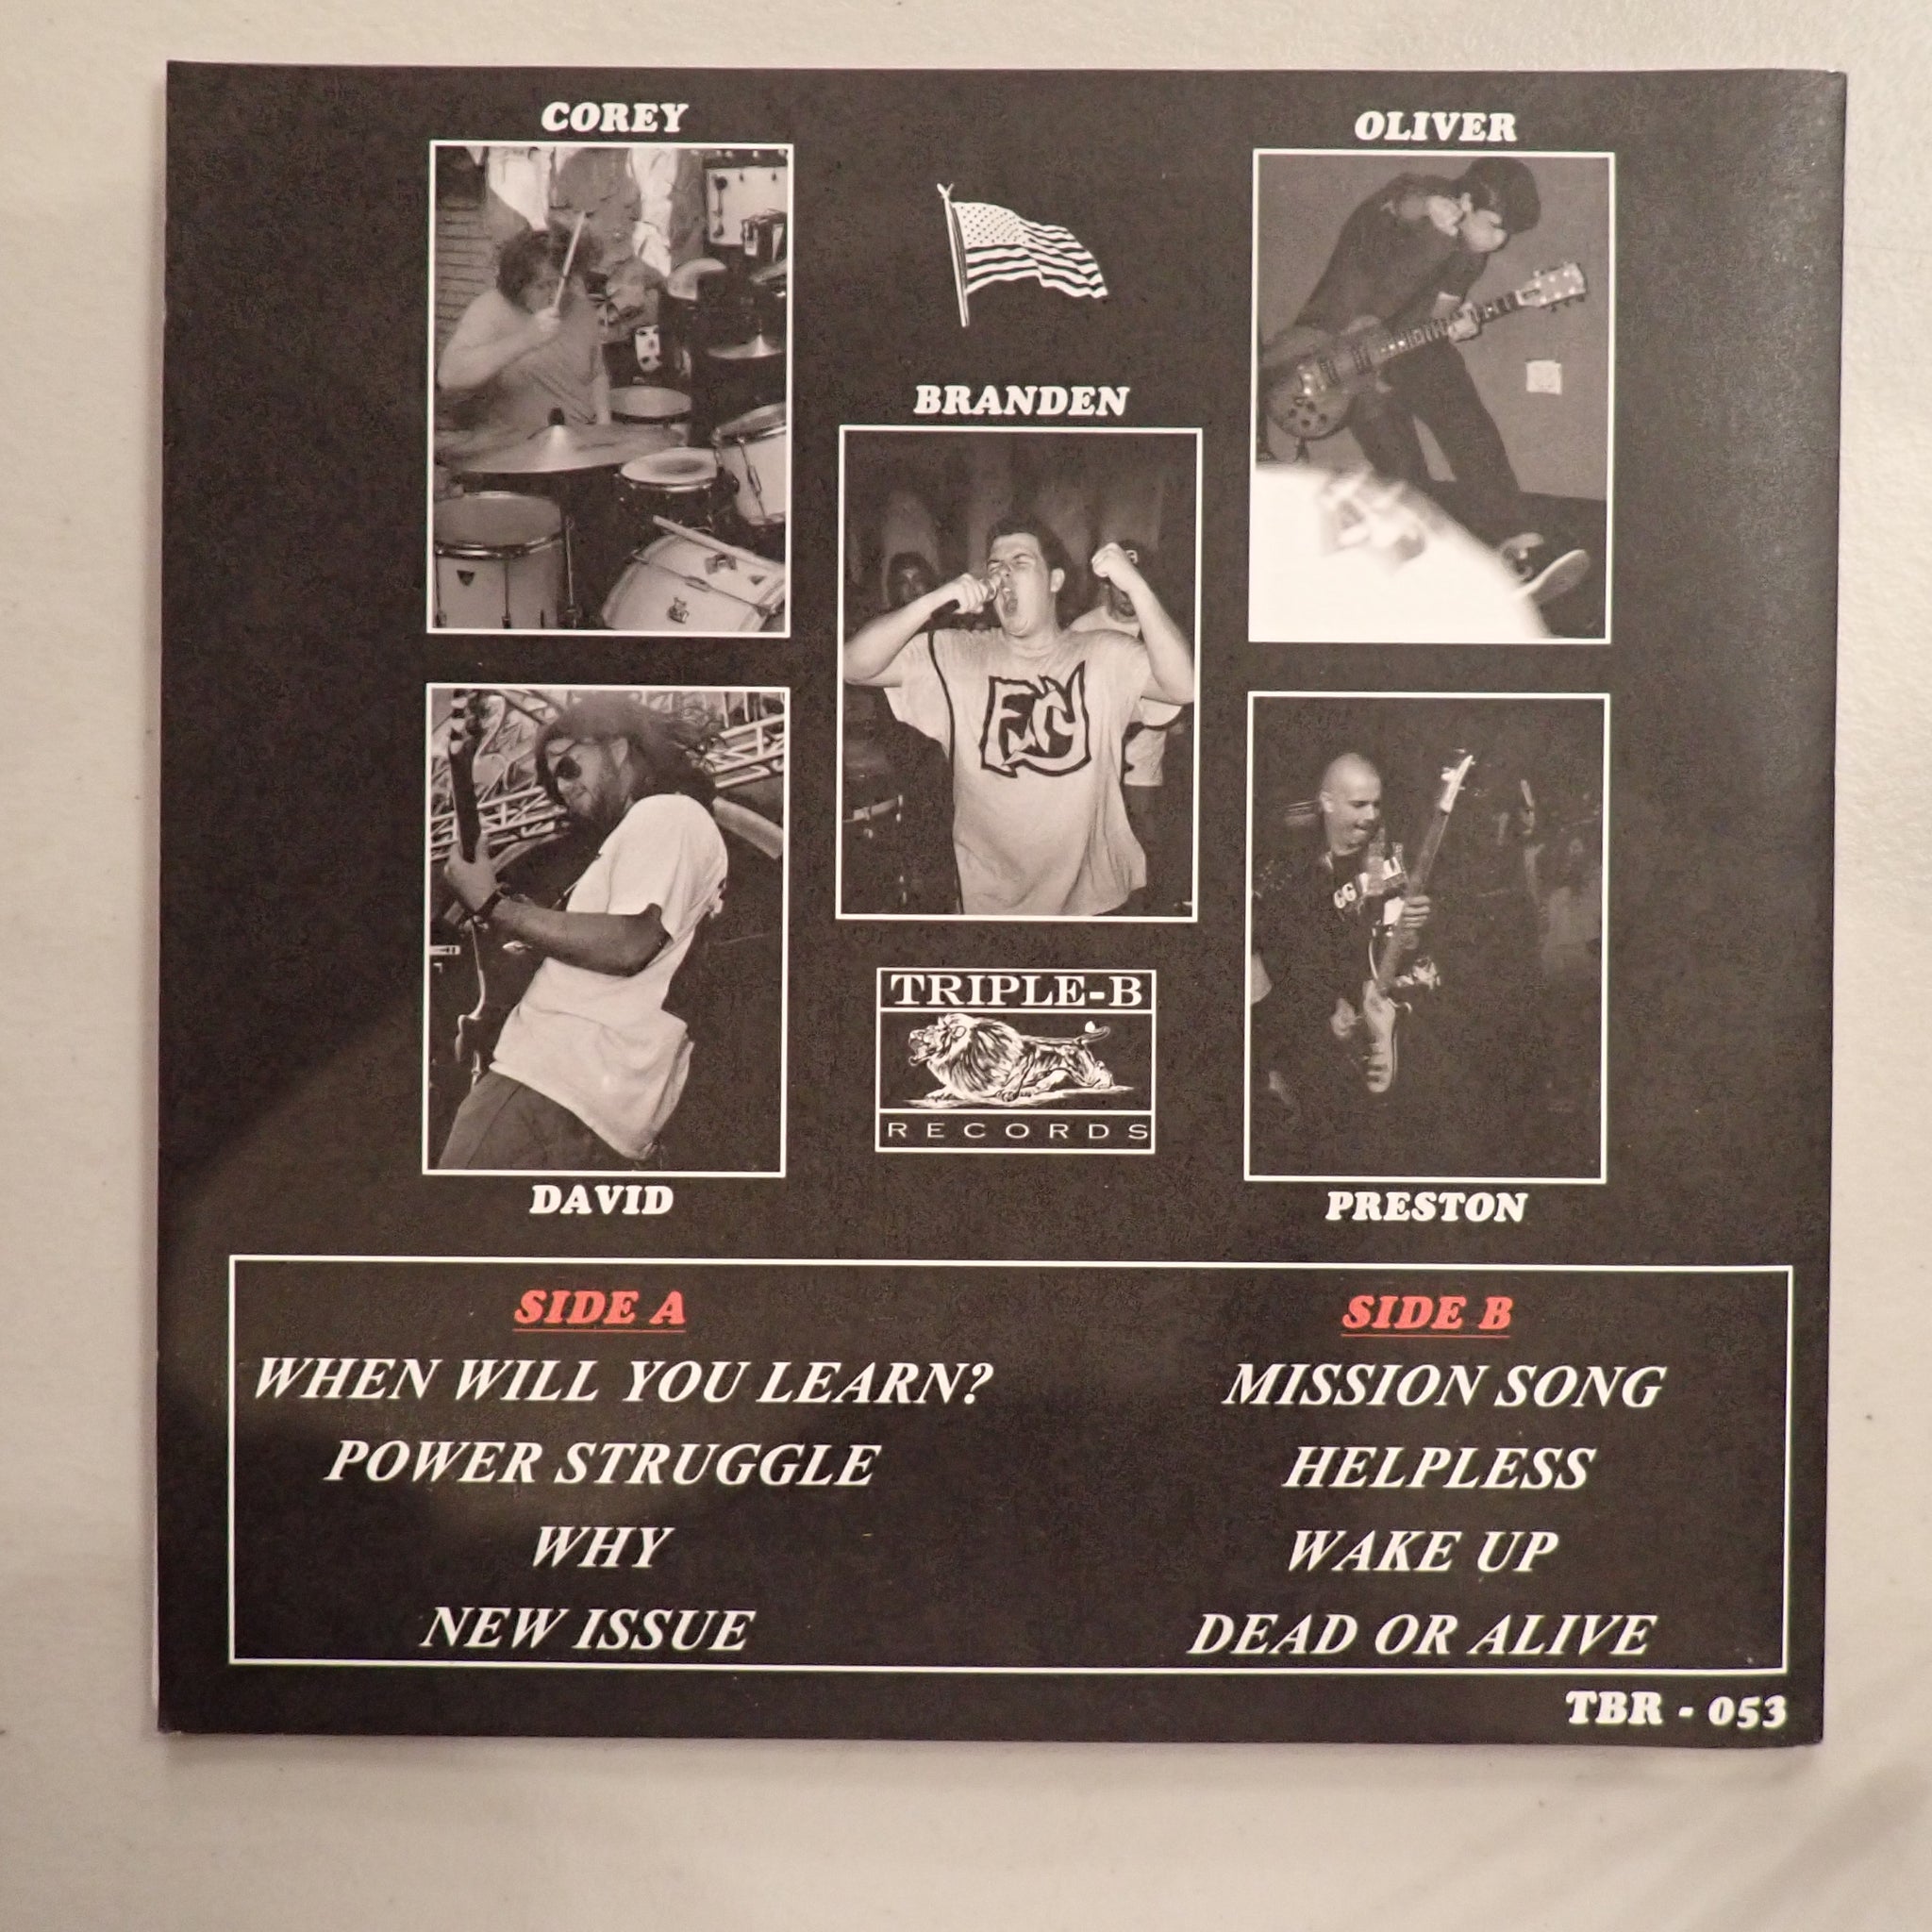 COREY
OLIVER
BRANDEN
TRIPLE-B
RECORDS
DAVID
PRESTON
SIDE A
WHEN WILL YOU LEARN?
POWER STRUGGLE
WHY
NEW ISSUE
SIDE B
MISSION SONG
HELPLESS
WAKE UP
DEAD OR ALIVE
TBR - 053